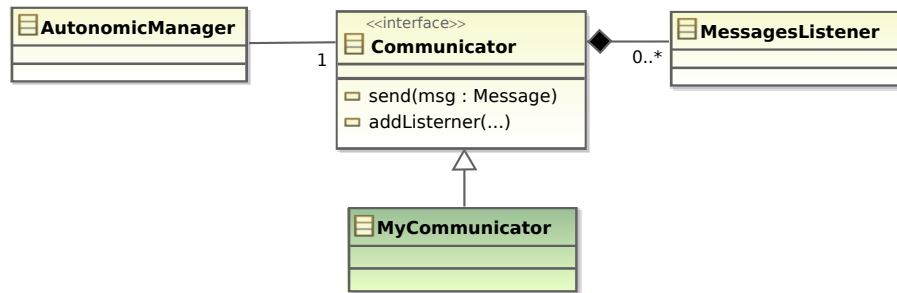 AutonomicManager
1
<<interface>>
Communicator
send(msg : Message)
addListerner(...)
0..*
MessagesListener
MyCommunicator